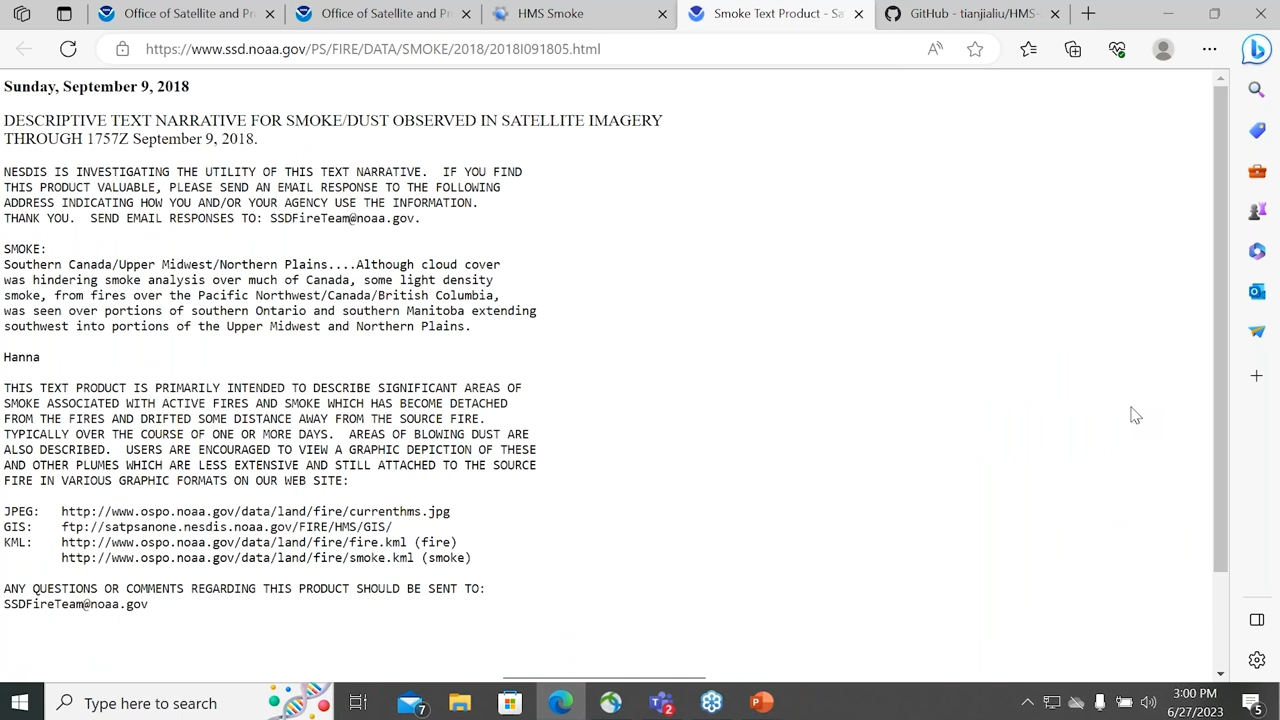 Office of Satellite and Pr
Office of Satellite and Pr
HMS Smoke
Smoke Text Product - Sa
GitHub - tianjialiu/HMS-
https://www.ssd.noaa.gov/PS/FIRE/DATA/SMOKE/2018/2018I091805.html
Sunday, September 9, 2018
DESCRIPTIVE TEXT NARRATIVE FOR SMOKE/DUST OBSERVED IN SATELLITE IMAGERY
THROUGH 1757Z September 9, 2018.
NESDIS IS INVESTIGATING THE UTILITY OF THIS TEXT NARRATIVE.  IF YOU FIND
THIS PRODUCT VALUABLE, PLEASE SEND AN EMAIL RESPONSE TO THE FOLLOWING
ADDRESS INDICATING HOW YOU AND/OR YOUR AGENCY USE THE INFORMATION.
THANK YOU.  SEND EMAIL RESPONSES TO: SSDFireTeam@noaa.gov.
SMOKE:
Southern Canada/Upper Midwest/Northern Plains....Although cloud cover
was hindering smoke analysis over much of Canada, some light density
smoke, from fires over the Pacific Northwest/Canada/British Columbia,
was seen over portions of southern Ontario and southern Manitoba extending
southwest into portions of the Upper Midwest and Northern Plains.
Hanna
THIS TEXT PRODUCT IS PRIMARILY INTENDED TO DESCRIBE SIGNIFICANT AREAS OF
SMOKE ASSOCIATED WITH ACTIVE FIRES AND SMOKE WHICH HAS BECOME DETACHED
FROM THE FIRES AND DRIFTED SOME DISTANCE AWAY FROM THE SOURCE FIRE.
TYPICALLY OVER THE COURSE OF ONE OR MORE DAYS.  AREAS OF BLOWING DUST ARE
ALSO DESCRIBED.  USERS ARE ENCOURAGED TO VIEW A GRAPHIC DEPICTION OF THESE
AND OTHER PLUMES WHICH ARE LESS EXTENSIVE AND STILL ATTACHED TO THE SOURCE
FIRE IN VARIOUS GRAPHIC FORMATS ON OUR WEB SITE:
JPEG:   http://www.ospo.noaa.gov/data/land/fire/currenthms.jpg
GIS:    ftp://satpsanone.nesdis.noaa.gov/FIRE/HMS/GIS/
KML:    http://www.ospo.noaa.gov/data/land/fire/fire.kml (fire)
http://www.ospo.noaa.gov/data/land/fire/smoke.kml (smoke)
ANY QUESTIONS OR COMMENTS REGARDING THIS PRODUCT SHOULD BE SENT TO:
SSDFireTeam@noaa.gov
Type here to search
7
2
3:00 PM
6/27/2023
5